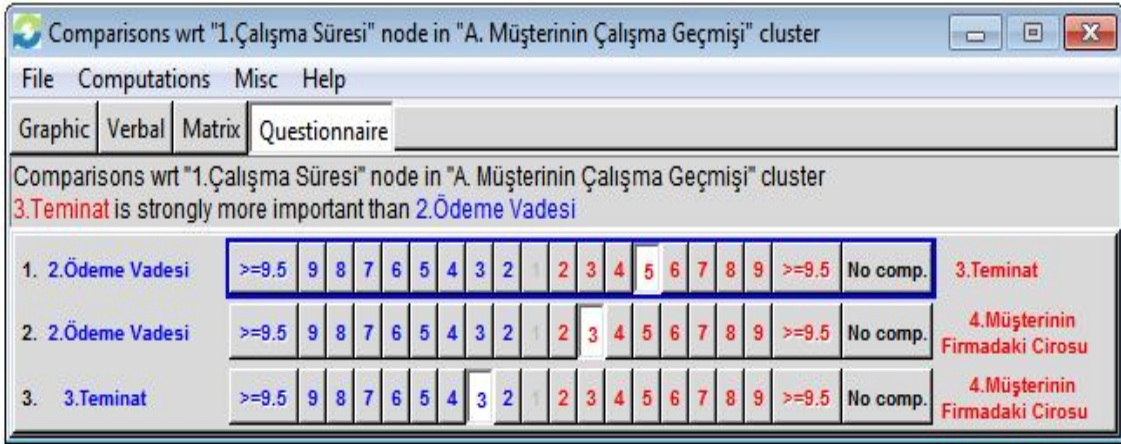 Comparisons wrt "1.Çalışma Süresi" node in "A. Müşterinin Çalışma Geçmişi" cluster
File Computations Misc Help
Graphic Verbal Matrix Questionnaire
Comparisons wrt "1.Çalışma Süresi" node in "A. Müşterinin Çalışma Geçmişi" cluster
3.Teminat is strongly more important than 2.Ödeme Vadesi
1. 2.Ödeme Vadesi >=9.5 9 8 7 6 5 4 3 2 1 2 3 4 5 6 7 8 9 >=9.5 No comp. 3.Teminat
2. 2.Ödeme Vadesi >=9.5 9 8 7 6 5 4 3 2 1 2 3 4 5 6 7 8 9 >=9.5 No comp. 4.Müşterinin
Firmadaki Cirosu
3. 3.Teminat >=9.5 9 8 7 6 5 4 3 2 1 2 3 4 5 6 7 8 9 >=9.5 No comp. 4.Müşterinin
Firmadaki Cirosu